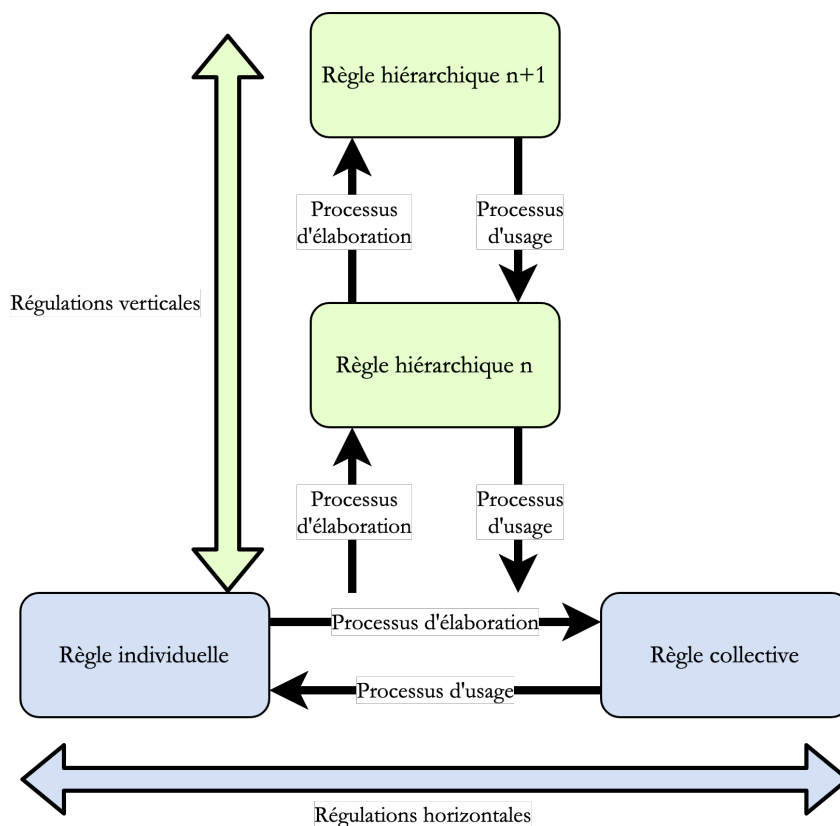 Règle hiérarchique n+1
Processus
d'élaboration
Processus
d'usage
Régulations verticales
Règle hiérarchique n
Processus
d'élaboration
Processus
d'usage
Processus d'élaboration
Règle individuelle
Règle collective
Processus d'usage
Régulations horizontales